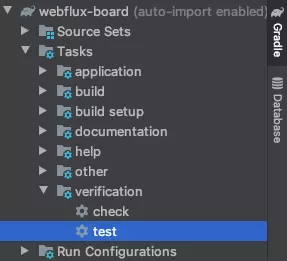 webflux-board (auto-import enabled)
Source Sets
Tasks
application
build
build setup
documentation
help
other
verification
check
test
Run Configurations
Gradle
Database